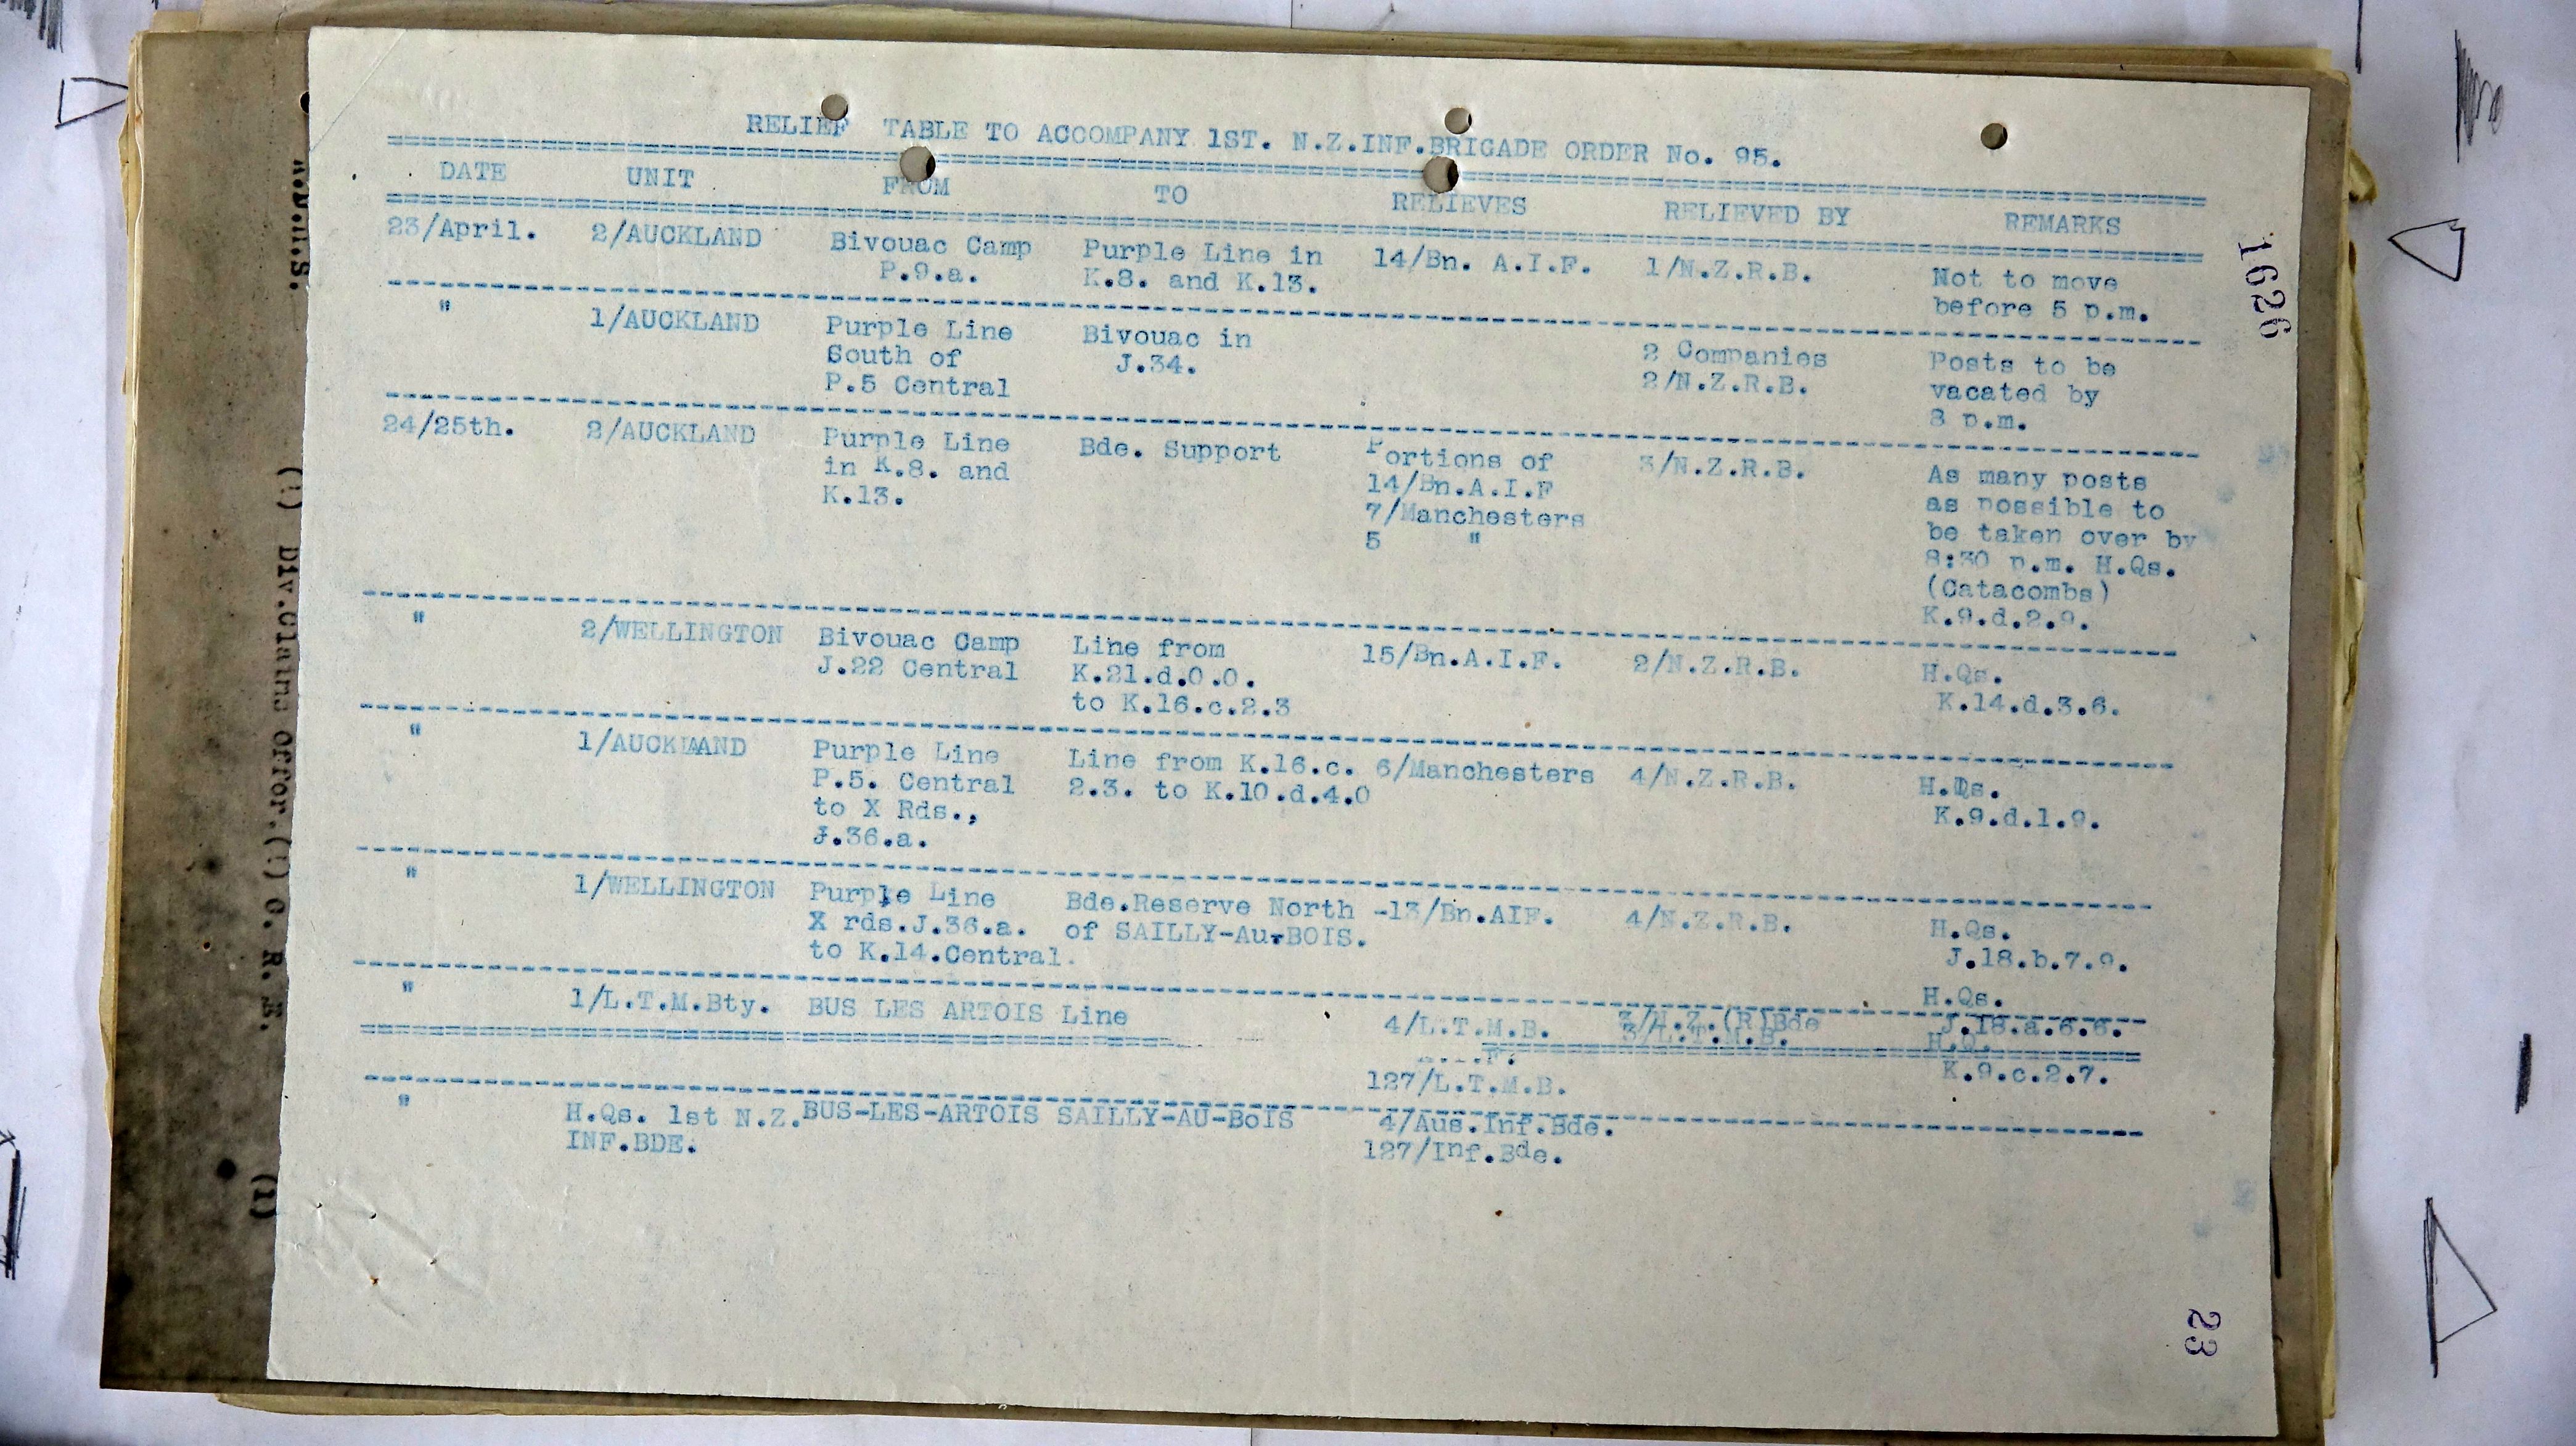 RELIEF TABLE TO ACCOMPANY 1ST. N.Z.INF.BRIGADE ORDER No. 95.
DATE UNIT FROM TO RELIEVES RELIEVED BY REMARKS
23/April. 2/AUCKLAND Bivouac Camp Purple Line in 14/Bn. A.I.F. 1/N.Z.R.B. Not to move
P.9.a. K.8. and K.13. before 5 p.m.
" 1/AUCKLAND Purple Line Bivouac in 2 Companies Posts to be
South of J.34. 2/N.Z.R.B. vacated by
P.5 Central 8 p.m.
24/25th. 2/AUCKLAND Purple Line Bde. Support Portions of 3/N.Z.R.B. As many posts
in K.8. and 14/Bn.A.I.F as possible to
K.13. 7/Manchesters be taken over by
5 " 8:30 p.m. H.Qs.
(Catacombs)
K.9.d.2.9.
" 2/WELLINGTON Bivouac Camp Line from 15/Bn.A.I.F. 2/N.Z.R.B. H.Qs.
J.22 Central K.21.d.0.0. K.14.d.3.6.
to K.16.c.2.3
" 1/AUCKLAND Purple Line Line from K.16.c. 6/Manchesters 4/N.Z.R.B. H.Qs.
P.5. Central 2.3. to K.10.d.4.0 K.9.d.1.9.
to X Rds.,
J.36.a.
" 1/WELLINGTON Purple Line Bde.Reserve North -13/Bn.AIF. 4/N.Z.R.B. H.Qs.
X rds.J.36.a. of SAILLY-Au-BOIS. J.18.b.7.9.
to K.14.Central.
" 1/L.T.M.Bty. BUS LES ARTOIS Line 4/L.T.M.B. 3/N.Z.(R)Bde H.Qs.
3/L.T.M.B. J.18.a.6.6.
127/L.T.M.B. H.Q.
K.9.c.2.7.
" H.Qs. 1st N.Z. BUS-LES-ARTOIS SAILLY-AU-BoIS 4/Aus.Inf.Bde.
INF.BDE. 127/Inf.Bde.
1626
23
(1)